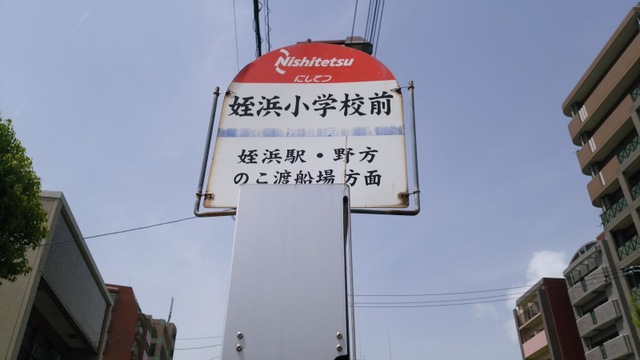 Nishitetsu
にしてつ
姪浜小学校前
姪浜駅・野方
のこ渡船場方面